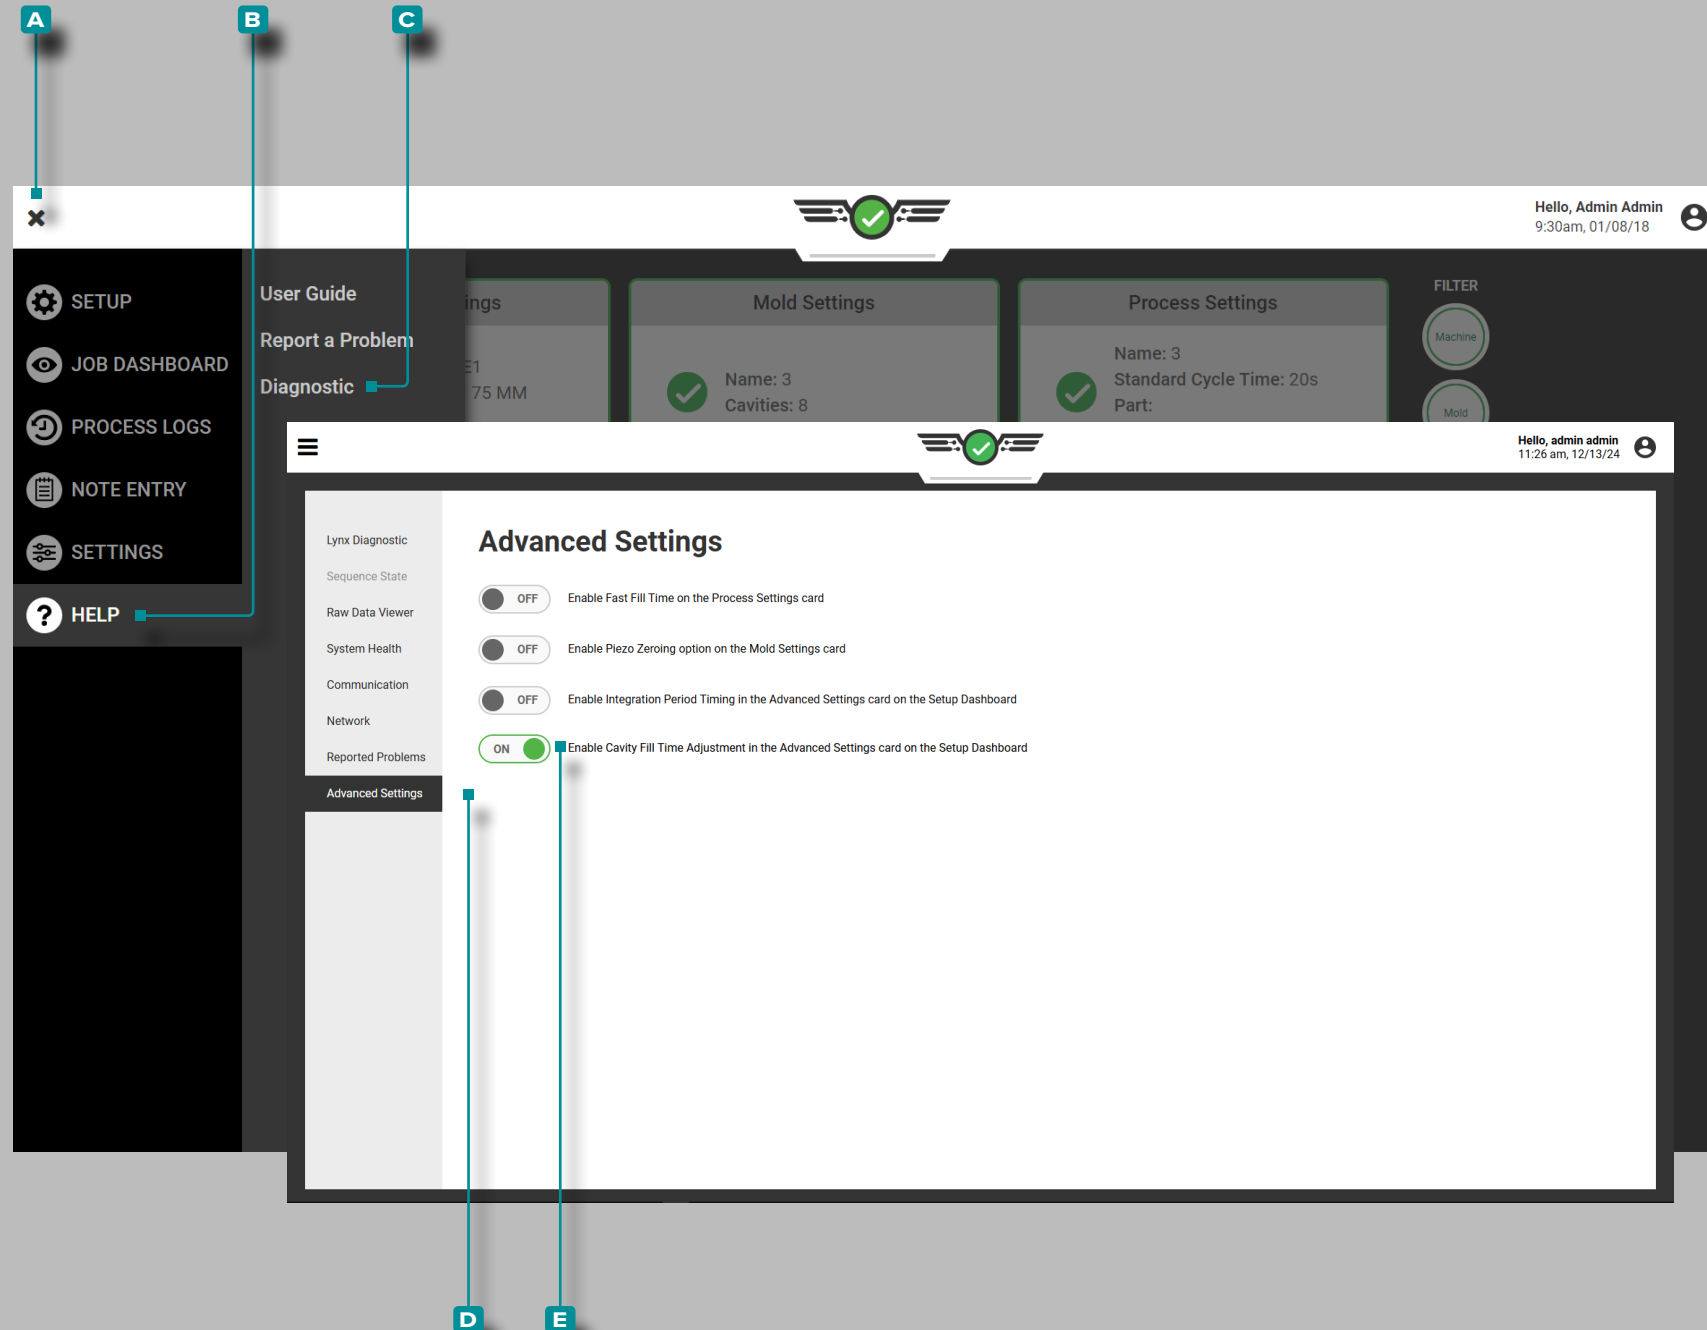 A
B
C
Hello, Admin Admin
9:30am, 01/08/18
SETUP
JOB DASHBOARD
PROCESS LOGS
NOTE ENTRY
SETTINGS
HELP
User Guide
Report a Problem
Diagnostic
ings
E1
75 MM
Mold Settings
Name: 3
Cavities: 8
Process Settings
Name: 3
Standard Cycle Time: 20s
Part:
FILTER
Machine
Mold
Hello, admin admin
11:26 am, 12/13/24
Lynx Diagnostic
Sequence State
Raw Data Viewer
System Health
Communication
Network
Reported Problems
Advanced Settings
Advanced Settings
OFF Enable Fast Fill Time on the Process Settings card
OFF Enable Piezo Zeroing option on the Mold Settings card
OFF Enable Integration Period Timing in the Advanced Settings card on the Setup Dashboard
ON Enable Cavity Fill Time Adjustment in the Advanced Settings card on the Setup Dashboard
D
E